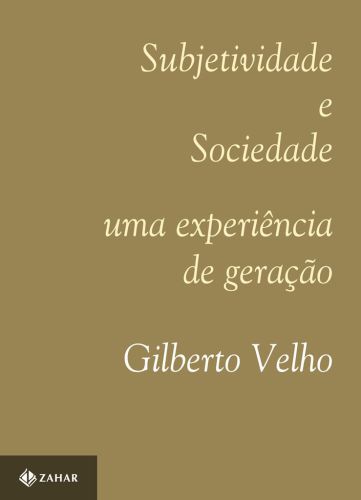 Subjetividade
e
Sociedade
uma experiência
de geração
Gilberto Velho
ZAHAR